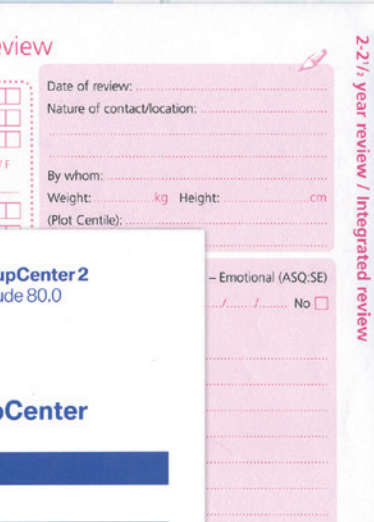 eview
Date of review:
Nature of contact/location:
By whom:
Weight: kg Height: cm
(Plot Centile):
– Emotional (ASQ:SE)
/ / No
upCenter 2
ude 80.0
pCenter
2-2½ year review / Integrated review